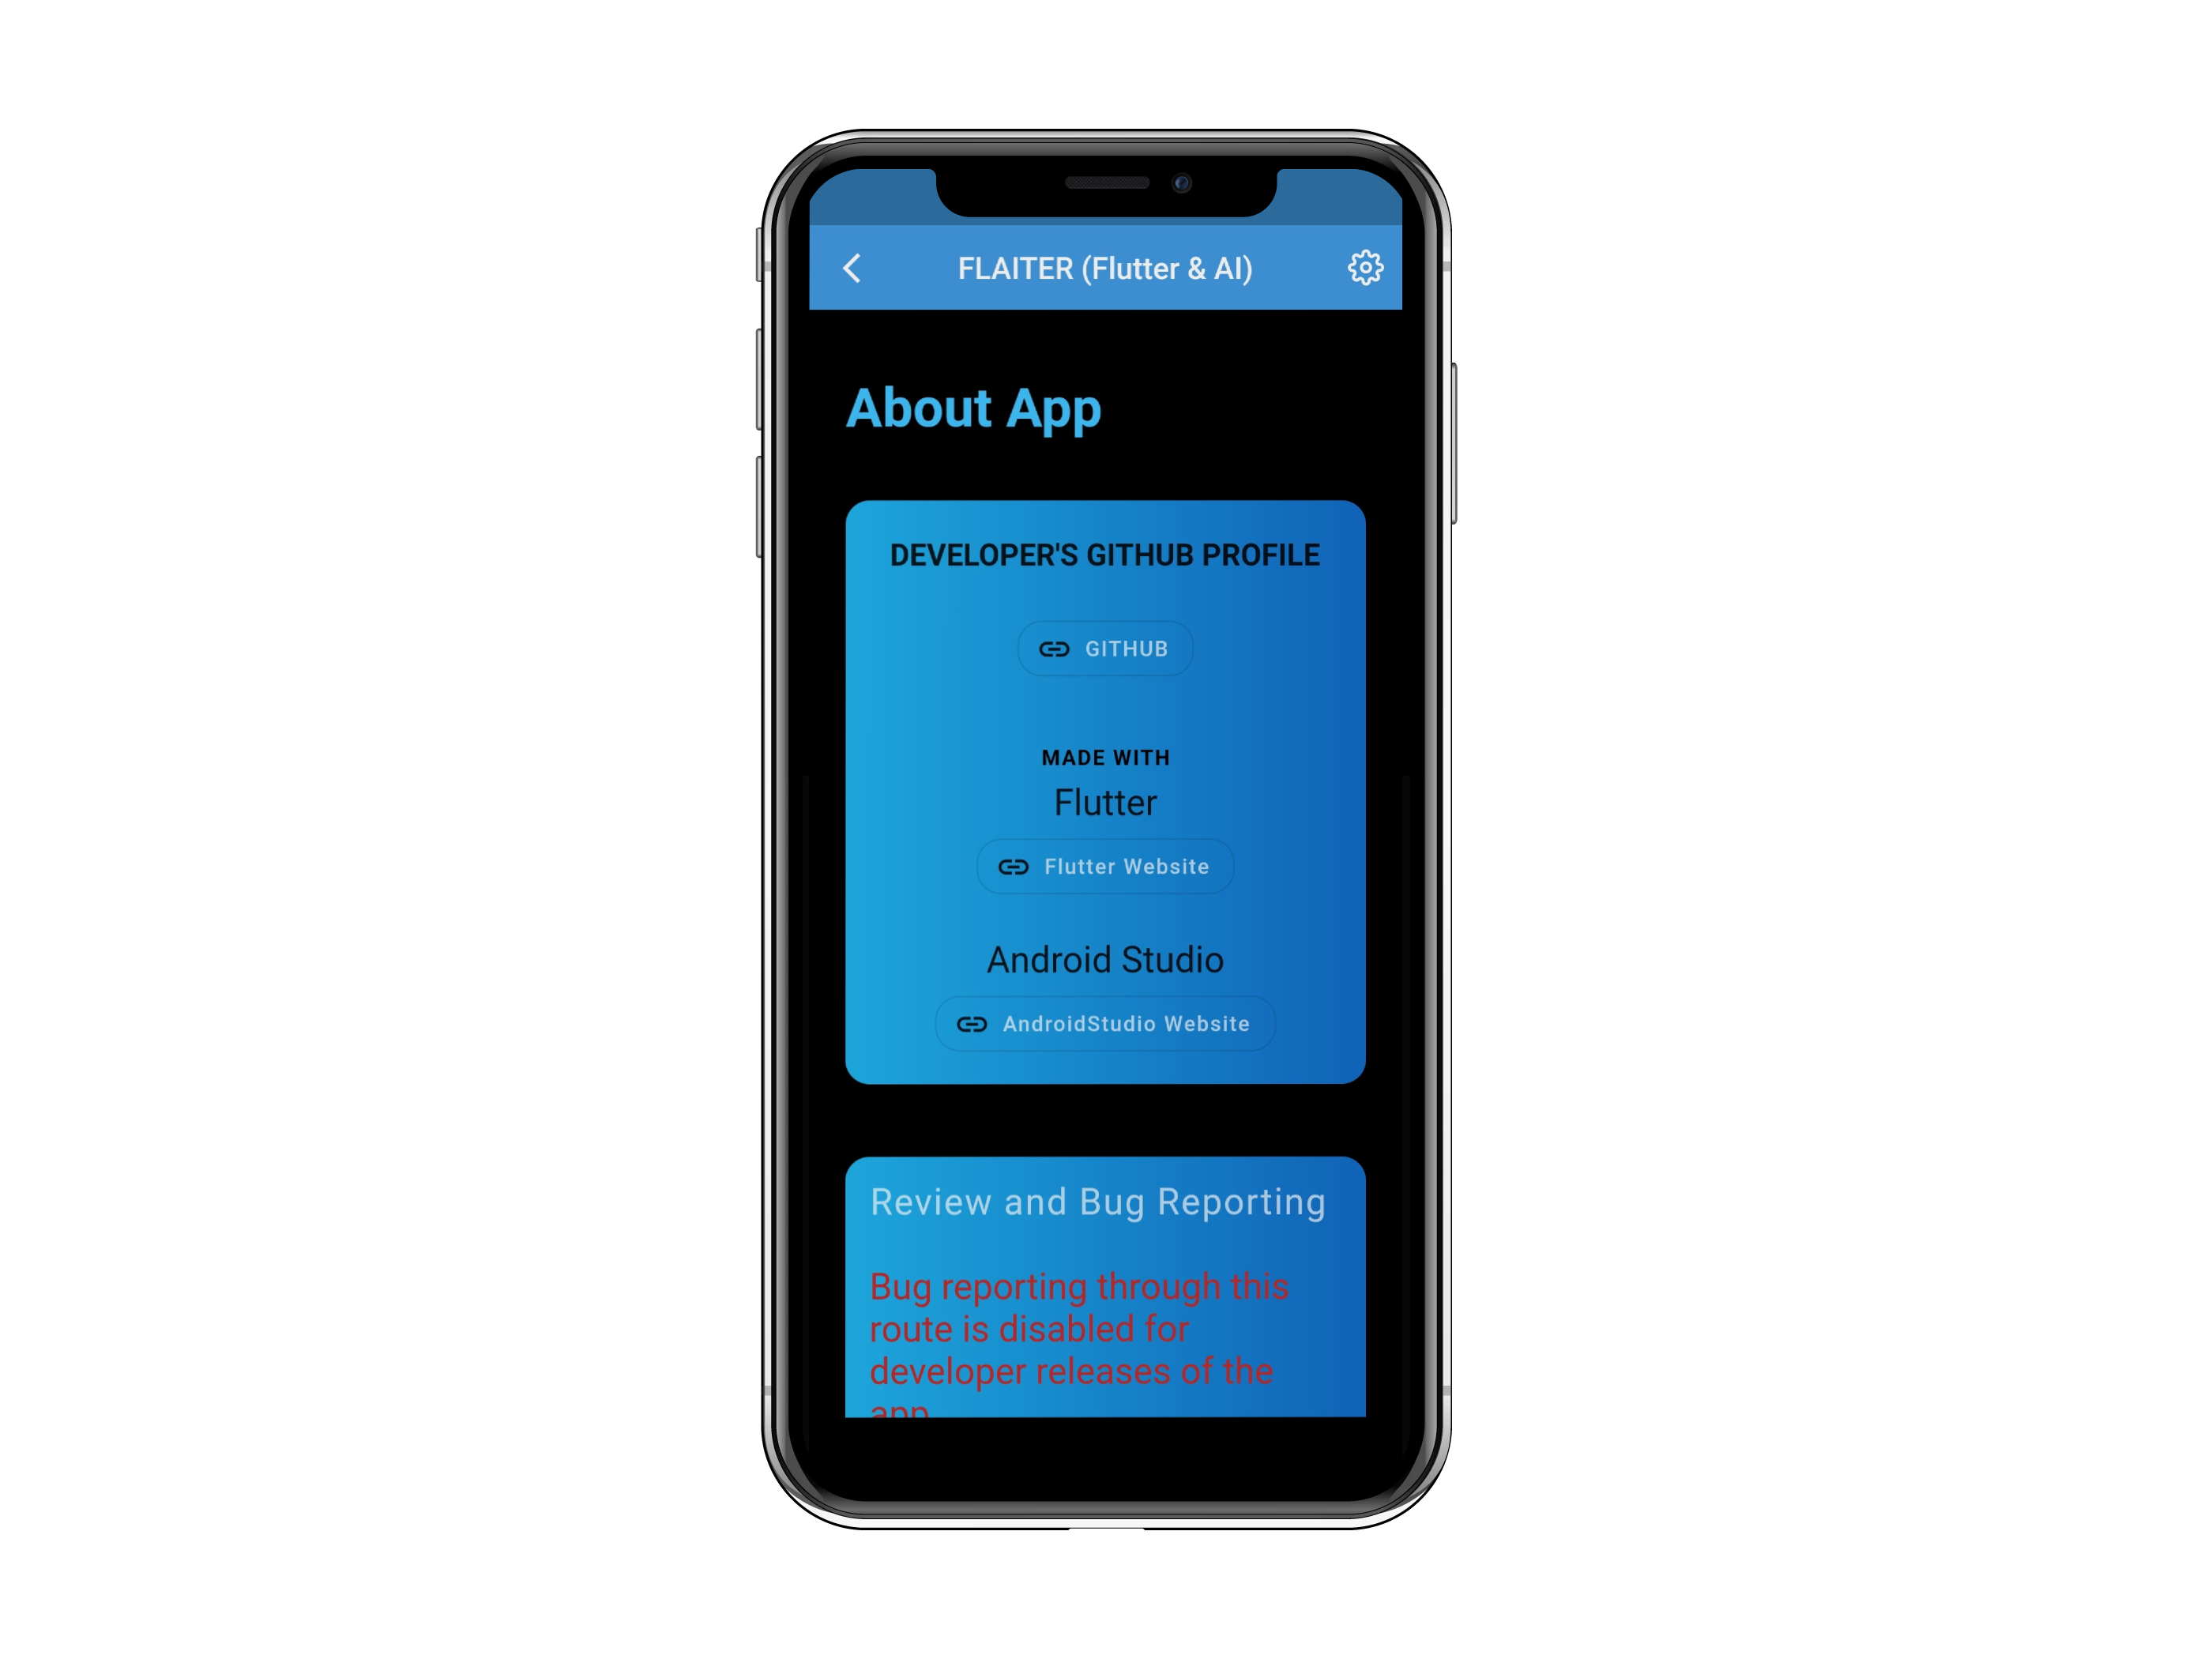 FLAITER (Flutter & AI)
About App
DEVELOPER'S GITHUB PROFILE
GITHUB
MADE WITH
Flutter
Flutter Website
Android Studio
AndroidStudio Website
Review and Bug Reporting
Bug reporting through this
route is disabled for
developer releases of the
app